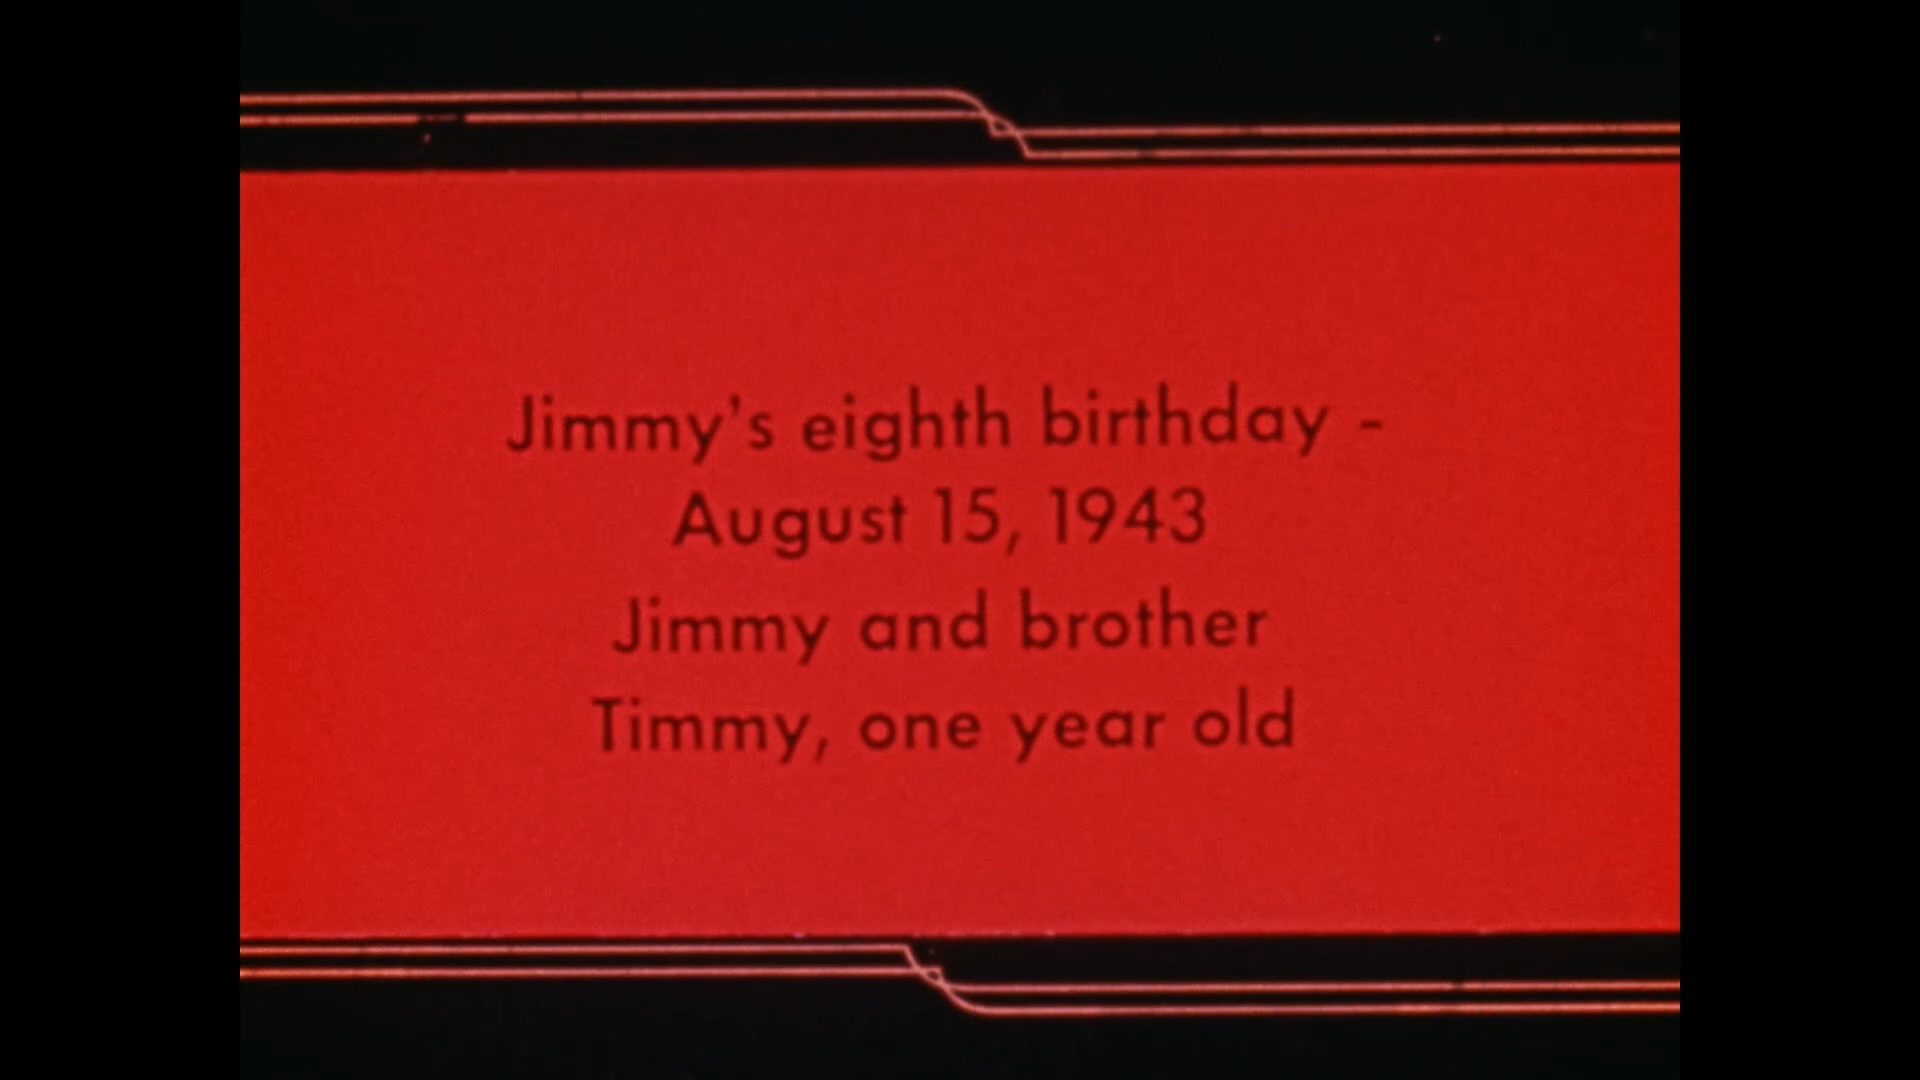 Jimmy's eighth birthday -
August 15, 1943
Jimmy and brother
Timmy, one year old